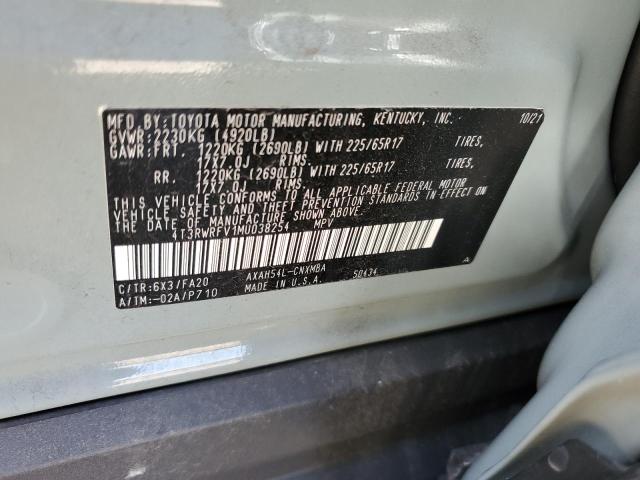 MFD. BY: TOYOTA MOTOR MANUFACTURING, KENTUCKY, INC. 10/21
GVWR: 2230KG (4920LB)
GAWR: FRT. 1220KG (2690LB) WITH 225/65R17 TIRES,
17X7.0J RIMS,
RR. 1220KG (2690LB) WITH 225/65R17 TIRES,
17X7.0J RIMS,
THIS VEHICLE CONFORMS TO ALL APPLICABLE FEDERAL MOTOR
VEHICLE SAFETY STANDARDS IN EFFECT ON
THE DATE OF MANUFACTURE SHOWN ABOVE.
4T3RWRFV1MU038254 MPV
C/TR: 6X3/FA20 AXAH54L-CNXMBA 50434 A
A/TM: -02A/P710 MADE IN U.S.A.